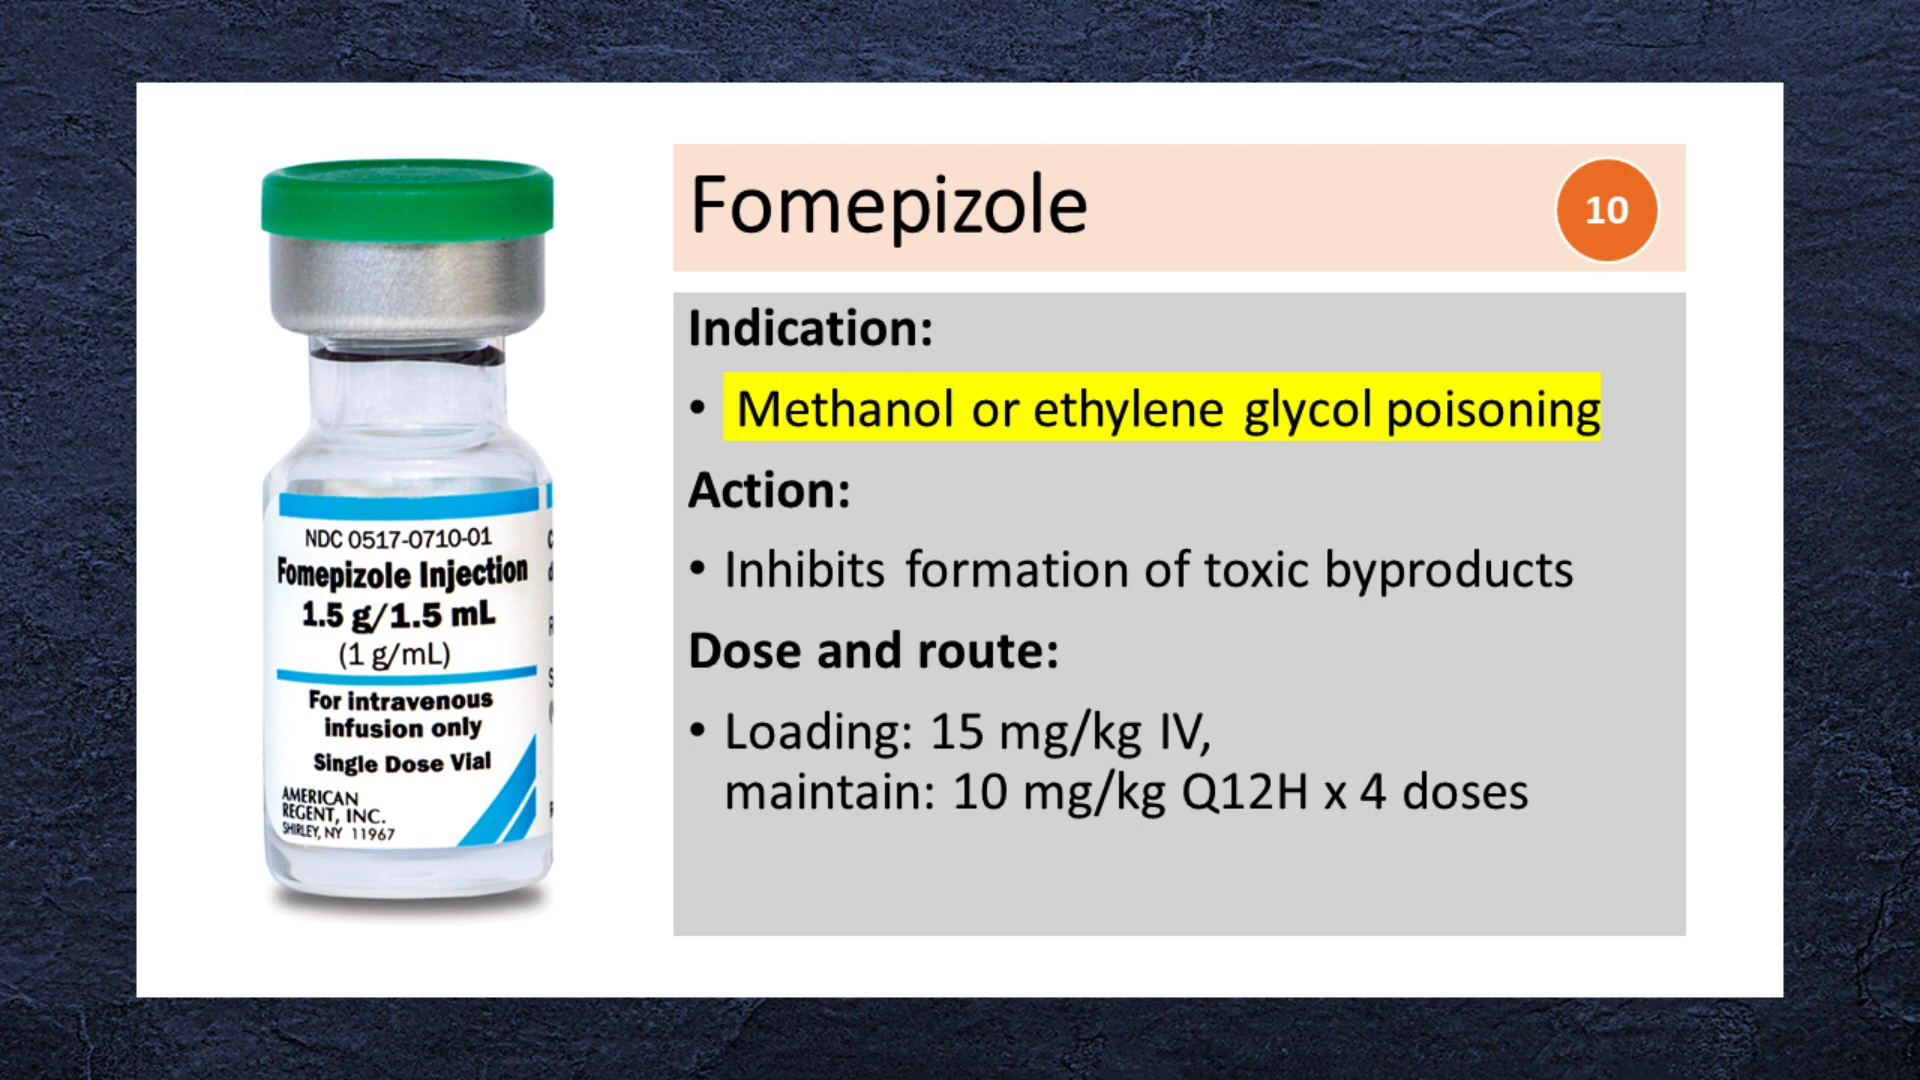 Fomepizole
10
Indication:
• Methanol or ethylene glycol poisoning
Action:
• Inhibits formation of toxic byproducts
Dose and route:
• Loading: 15 mg/kg IV,
maintain: 10 mg/kg Q12H x 4 doses
NDC 0517-0710-01
Fomepizole Injection
1.5 g/1.5 mL
(1 g/mL)
For intravenous
infusion only
Single Dose Vial
AMERICAN
REGENT, INC.
SHIRLEY, NY 11967